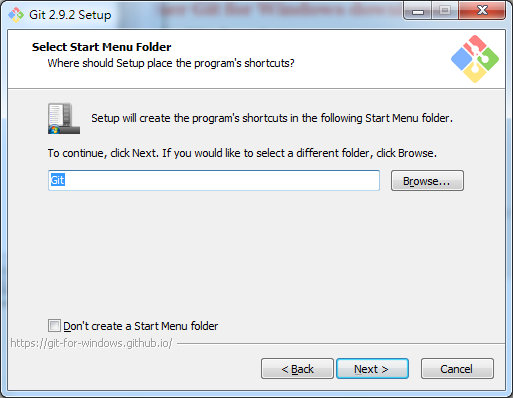 Git 2.9.2 Setup
Select Start Menu Folder
Where should Setup place the program's shortcuts?
Setup will create the program's shortcuts in the following Start Menu folder.
To continue, click Next. If you would like to select a different folder, click Browse.
Git
Browse...
Don't create a Start Menu folder
https://git-for-windows.github.io/
< Back
Next >
Cancel